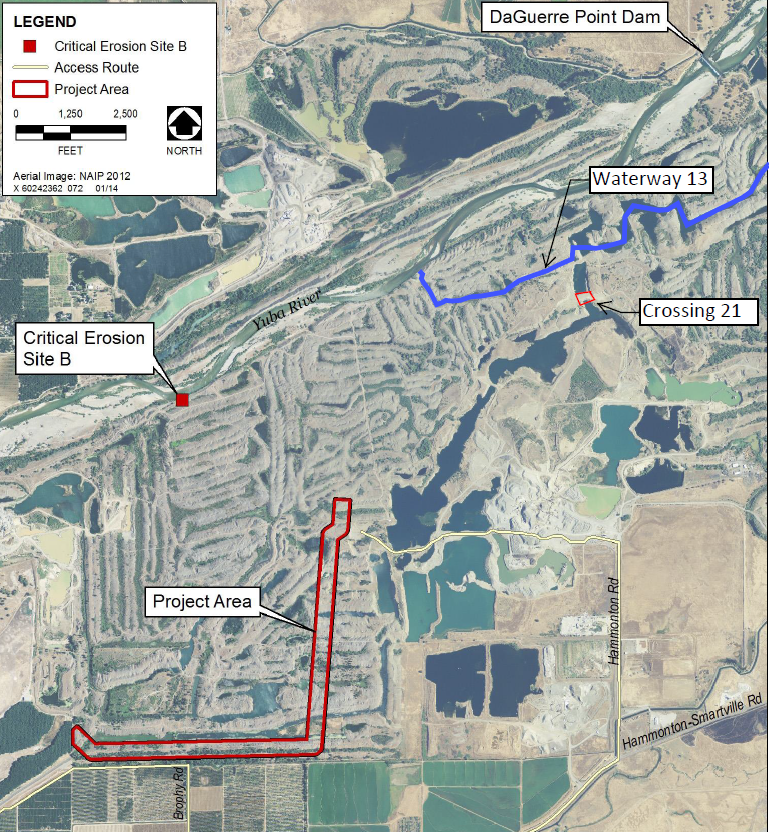 LEGEND
Critical Erosion Site B
Access Route
Project Area
0 1,250 2,500
FEET
NORTH
Aerial Image: NAIP 2012
X 60242362 072 01/14
DaGuerre Point Dam
Waterway 13
Crossing 21
Yuba River
Critical Erosion
Site B
Project Area
Hammonton Rd
Hammonton-Smartville Rd
Brophy Rd